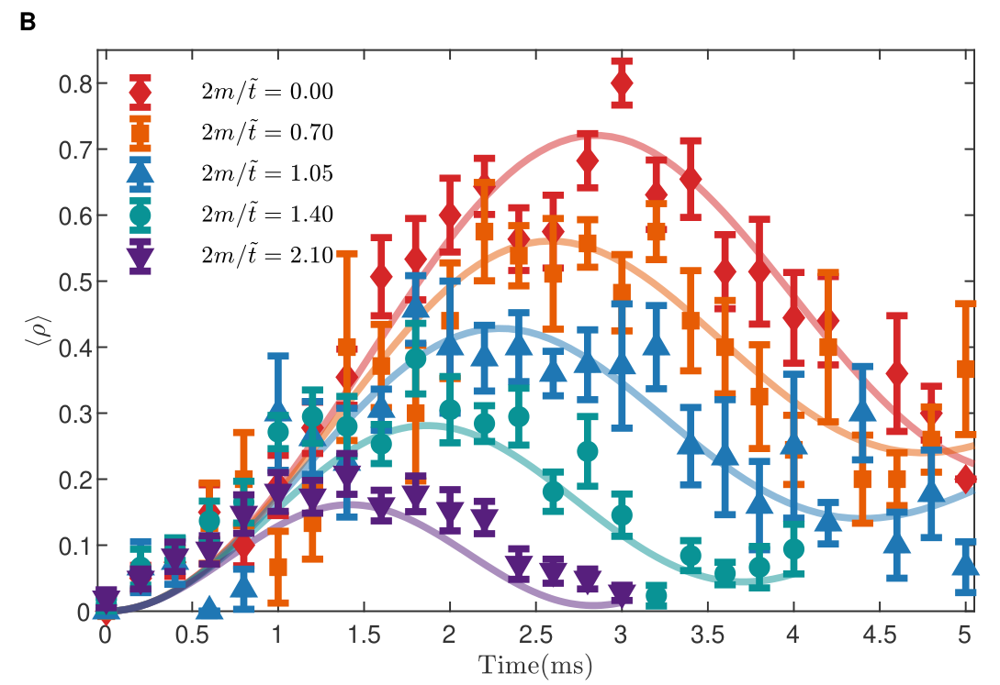 B
2m/t̃ = 0.00
2m/t̃ = 0.70
2m/t̃ = 1.05
2m/t̃ = 1.40
2m/t̃ = 2.10
0.8
0.7
0.6
0.5
0.4
0.3
0.2
0.1
0
⟨ρ⟩
0 0.5 1 1.5 2 2.5 3 3.5 4 4.5 5
Time(ms)